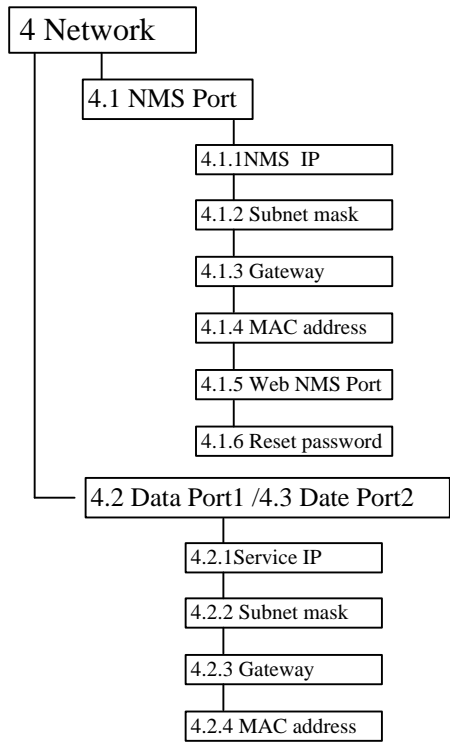 4 Network
4.1 NMS Port
4.1.1NMS  IP
4.1.2 Subnet mask
4.1.3 Gateway
4.1.4 MAC address
4.1.5 Web NMS Port
4.1.6 Reset password
4.2 Data Port1 /4.3 Date Port2
4.2.1Service IP
4.2.2 Subnet mask
4.2.3 Gateway
4.2.4 MAC address